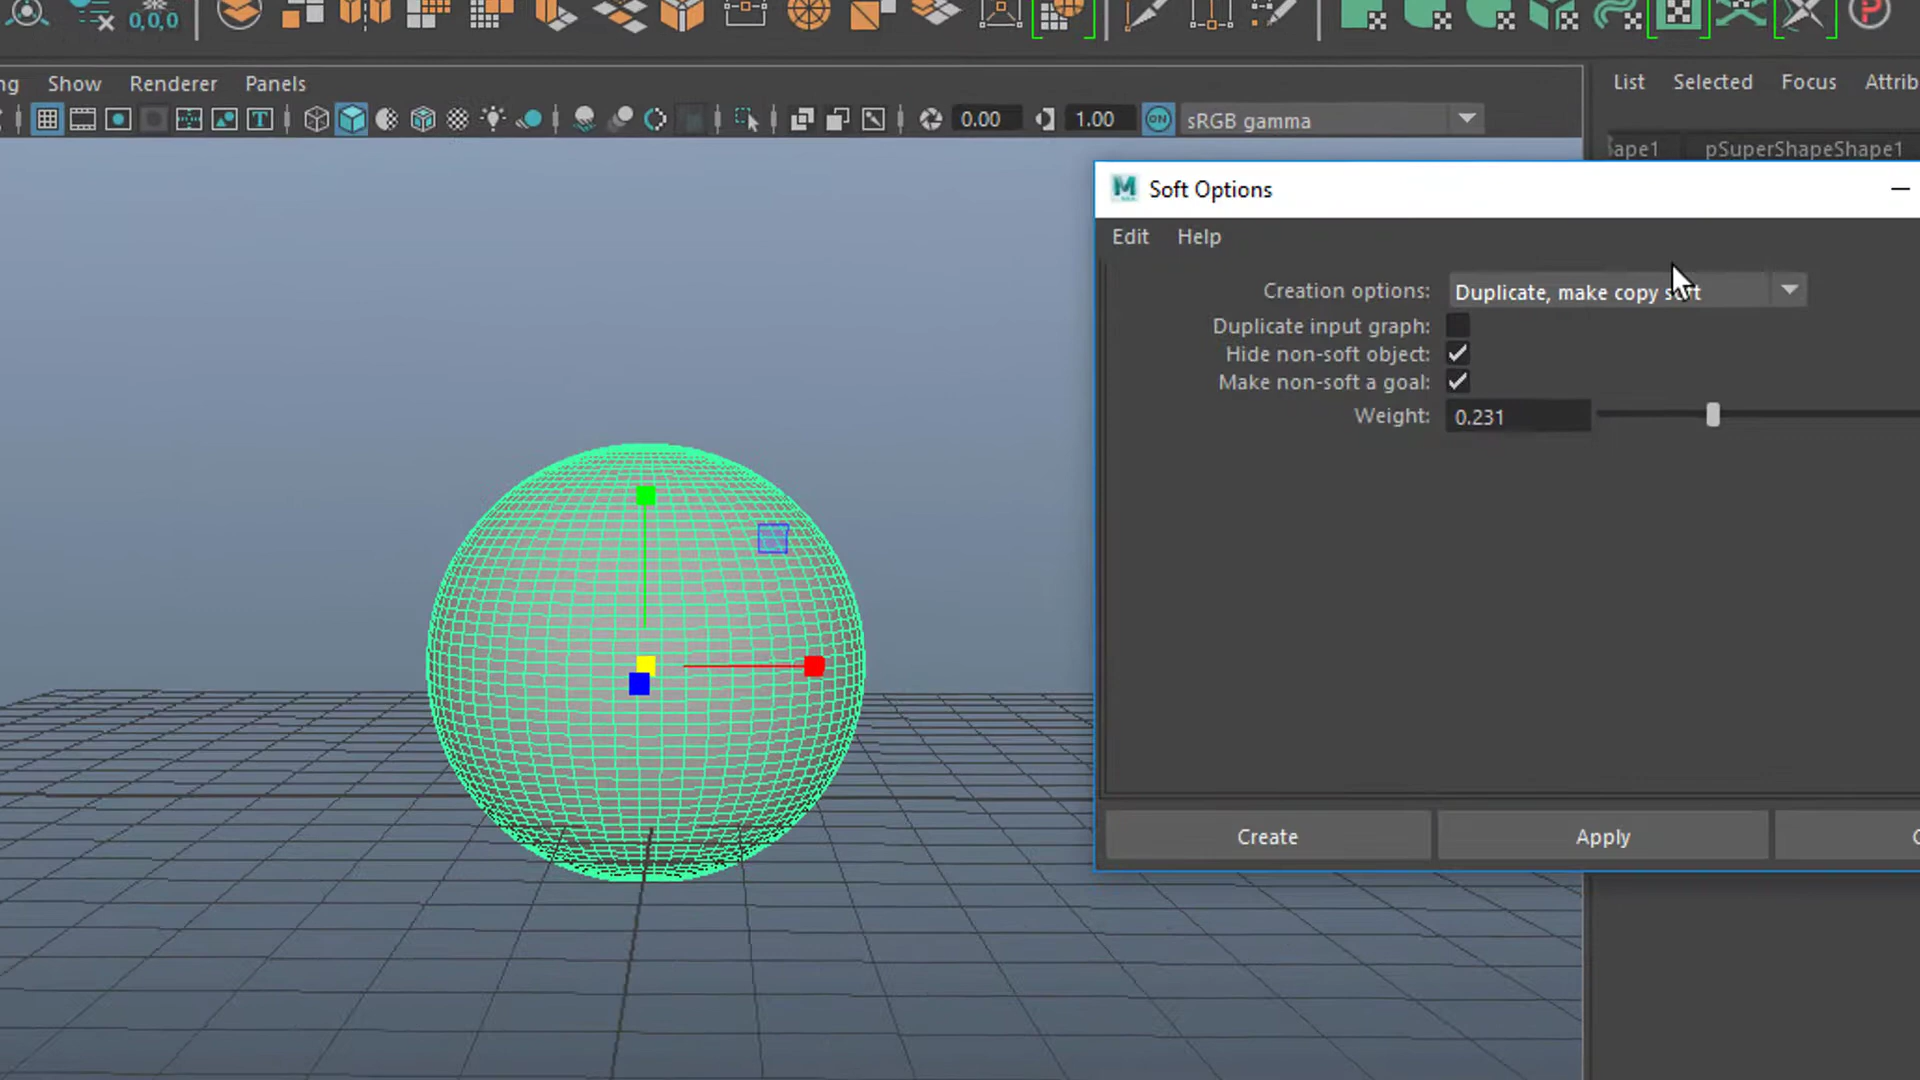 0,0,0
ng Show Renderer Panels
List Selected Focus Attrib
0.00 1.00 ON sRGB gamma
ape1 pSuperShapeShape1
M Soft Options
Edit Help
Creation options: Duplicate, make copy soft
Duplicate input graph:
Hide non-soft object:
Make non-soft a goal:
Weight: 0.231
Create Apply C